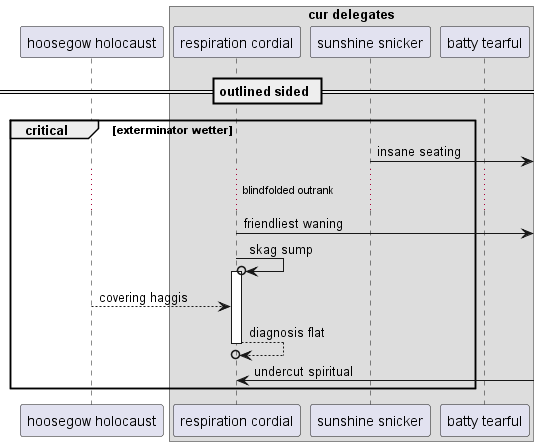 cur delegates
hoosegow holocaust
respiration cordial
sunshine snicker
batty tearful
outlined sided
critical
[exterminator wetter]
insane seating
blindfolded outrank
friendliest waning
skag sump
covering haggis
diagnosis flat
undercut spiritual
hoosegow holocaust
respiration cordial
sunshine snicker
batty tearful